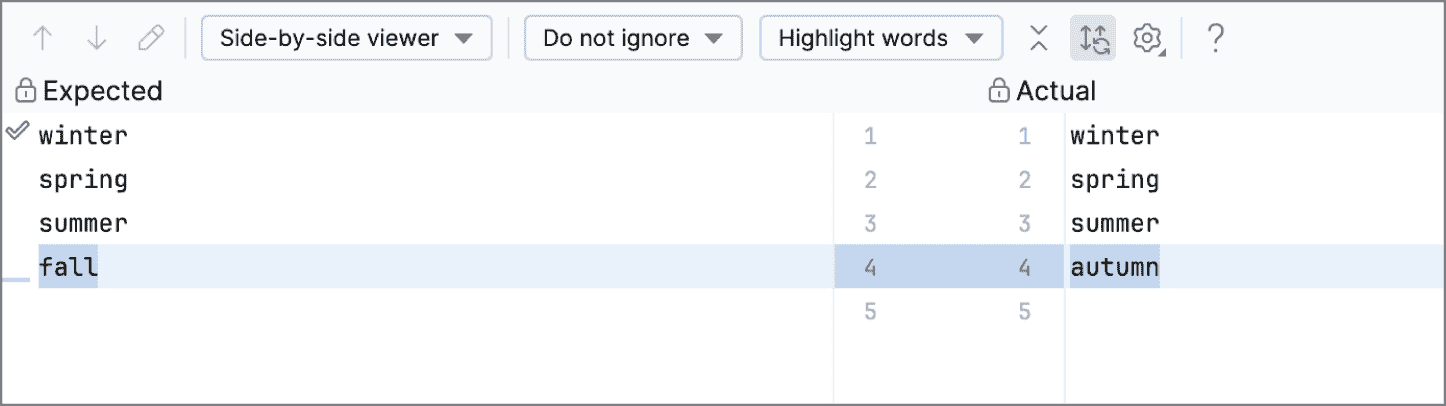 Side-by-side viewer Do not ignore Highlight words ?
Expected Actual
winter 1 1 winter
spring 2 2 spring
summer 3 3 summer
fall 4 4 autumn
5 5